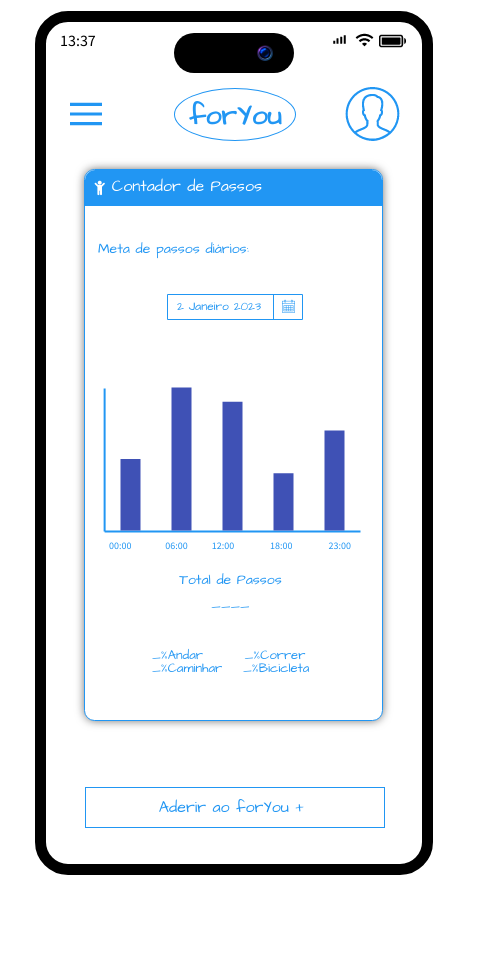 13:37
forYou
Contador de Passos
Meta de passos diários:
2 Janeiro 2023
00:00 06:00 12:00 18:00 23:00
Total de Passos
____
_%Andar _%Correr
_%Caminhar _%Bicicleta
Aderir ao forYou +